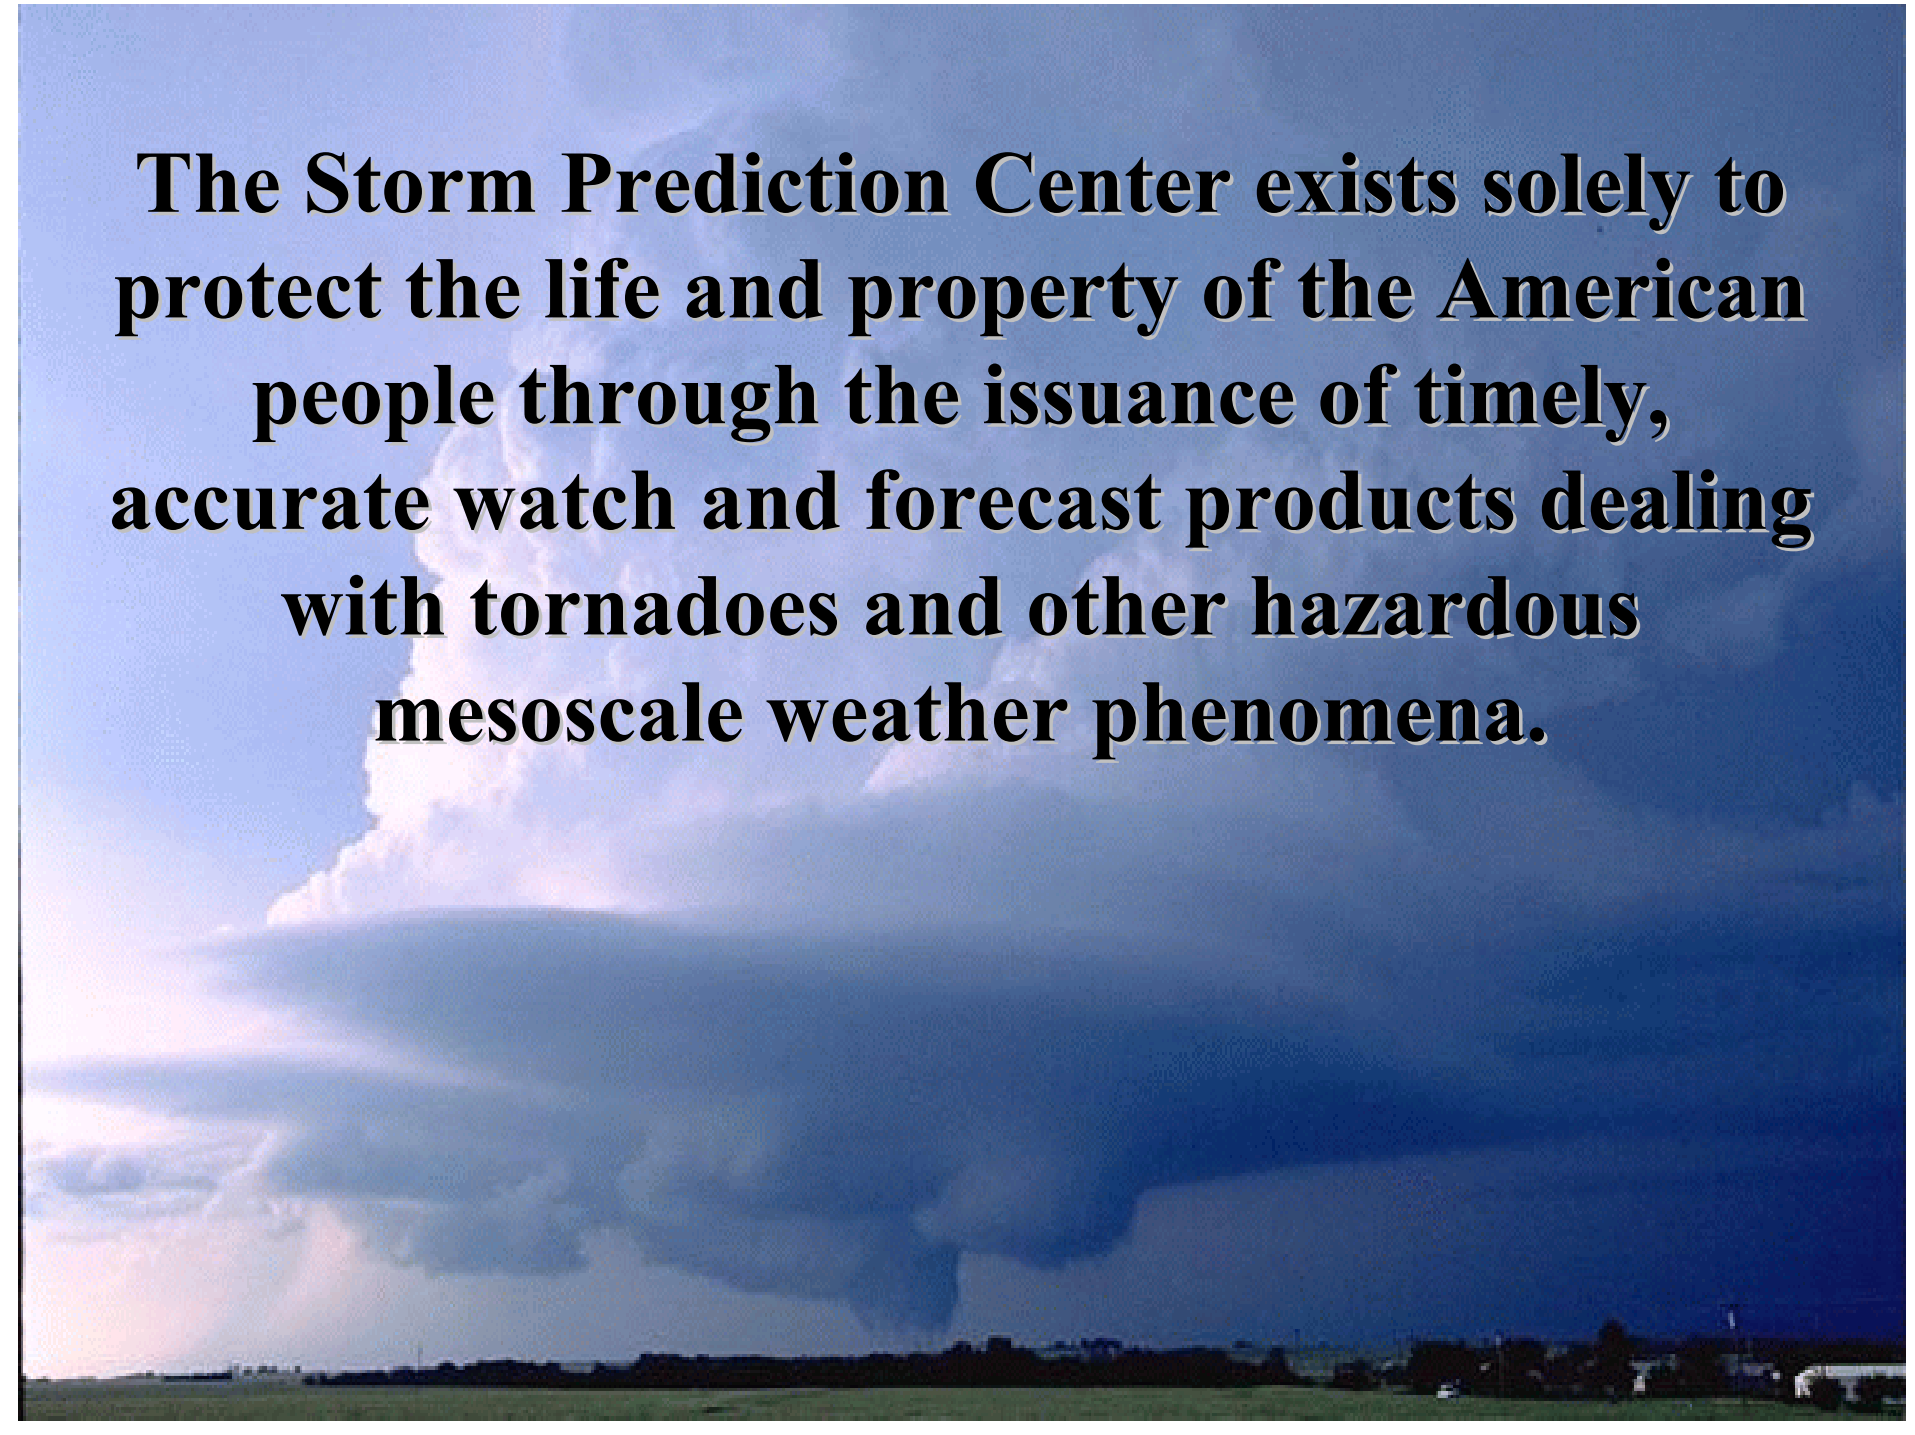 The Storm Prediction Center exists solely to
protect the life and property of the American
people through the issuance of timely,
accurate watch and forecast products dealing
with tornadoes and other hazardous
mesoscale weather phenomena.